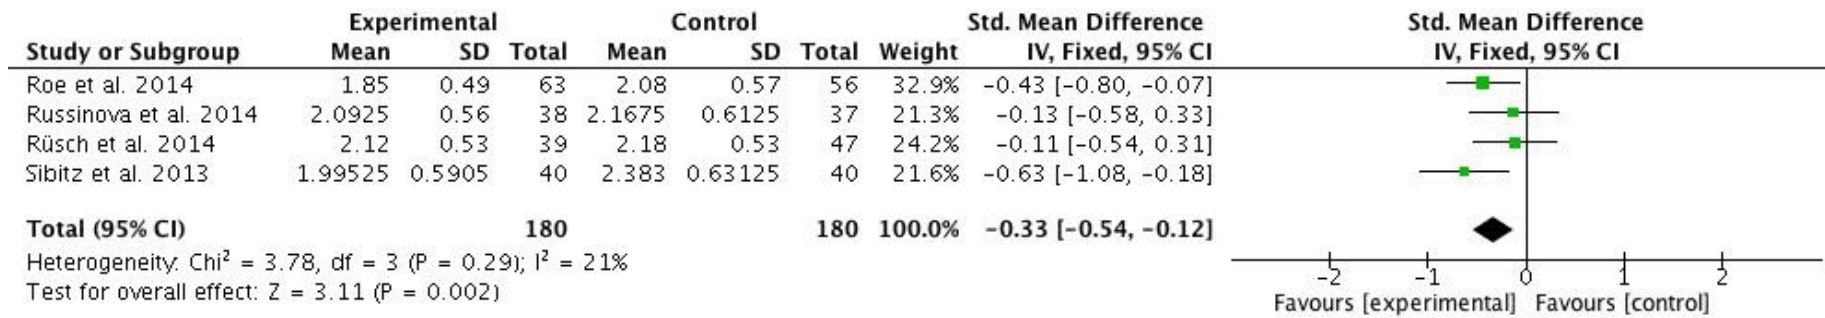 Experimental Control Std. Mean Difference Std. Mean Difference
Study or Subgroup Mean SD Total Mean SD Total Weight IV, Fixed, 95% CI IV, Fixed, 95% CI
Roe et al. 2014 1.85 0.49 63 2.08 0.57 56 32.9% -0.43 [-0.80, -0.07]
Russinova et al. 2014 2.0925 0.56 38 2.1675 0.6125 37 21.3% -0.13 [-0.58, 0.33]
Rüsch et al. 2014 2.12 0.53 39 2.18 0.53 47 24.2% -0.11 [-0.54, 0.31]
Sibitz et al. 2013 1.99525 0.5905 40 2.383 0.63125 40 21.6% -0.63 [-1.08, -0.18]
Total (95% CI) 180 180 100.0% -0.33 [-0.54, -0.12]
Heterogeneity: Chi² = 3.78, df = 3 (P = 0.29); I² = 21%
Test for overall effect: Z = 3.11 (P = 0.002)
-2 -1 0 1 2
Favours [experimental] Favours [control]